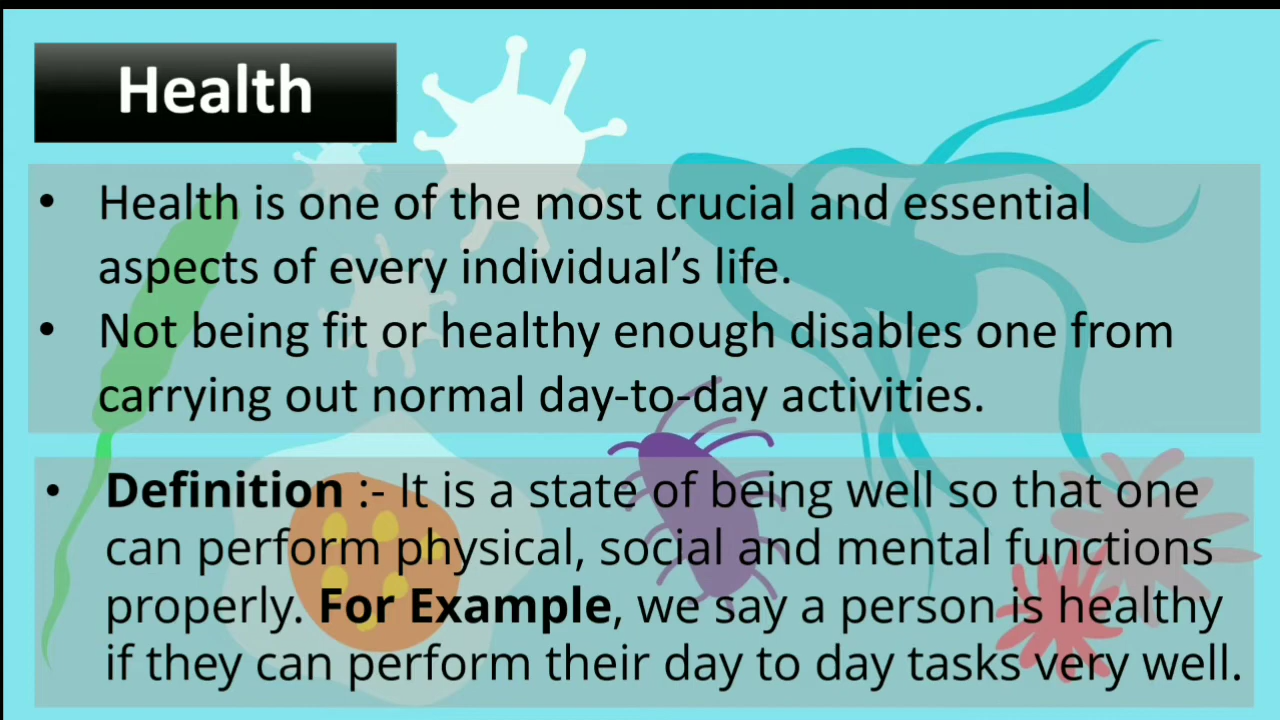 Health
• Health is one of the most crucial and essential
aspects of every individual’s life.
• Not being fit or healthy enough disables one from
carrying out normal day-to-day activities.
• Definition :- It is a state of being well so that one
can perform physical, social and mental functions
properly. For Example, we say a person is healthy
if they can perform their day to day tasks very well.